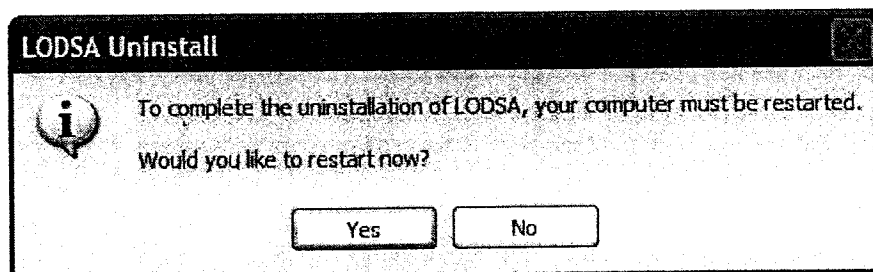 LODSA Uninstall
To complete the uninstallation of LODSA, your computer must be restarted.
Would you like to restart now?
Yes
No